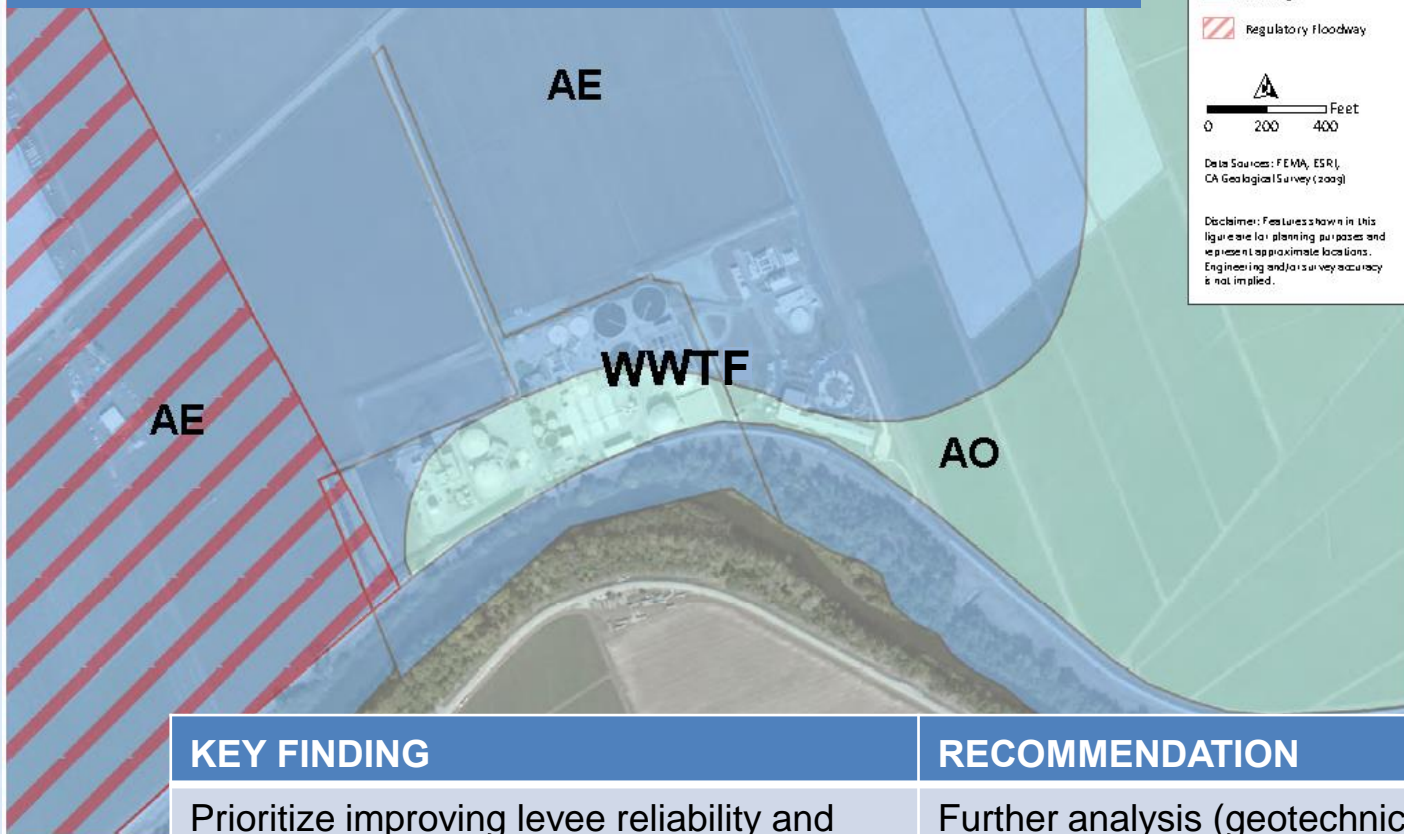 Regulatory Floodway
Feet
0 200 400
Data Sources: FEMA, ESRI,
CA Geological Survey (2009)
Disclaimer: Features shown in this
figure are for planning purposes and
represent approximate locations.
Engineering and/or survey accuracy
is not implied.
AE
WWTF
AE
AO
KEY FINDING RECOMMENDATION
Prioritize improving levee reliability and Further analysis (geotechnic